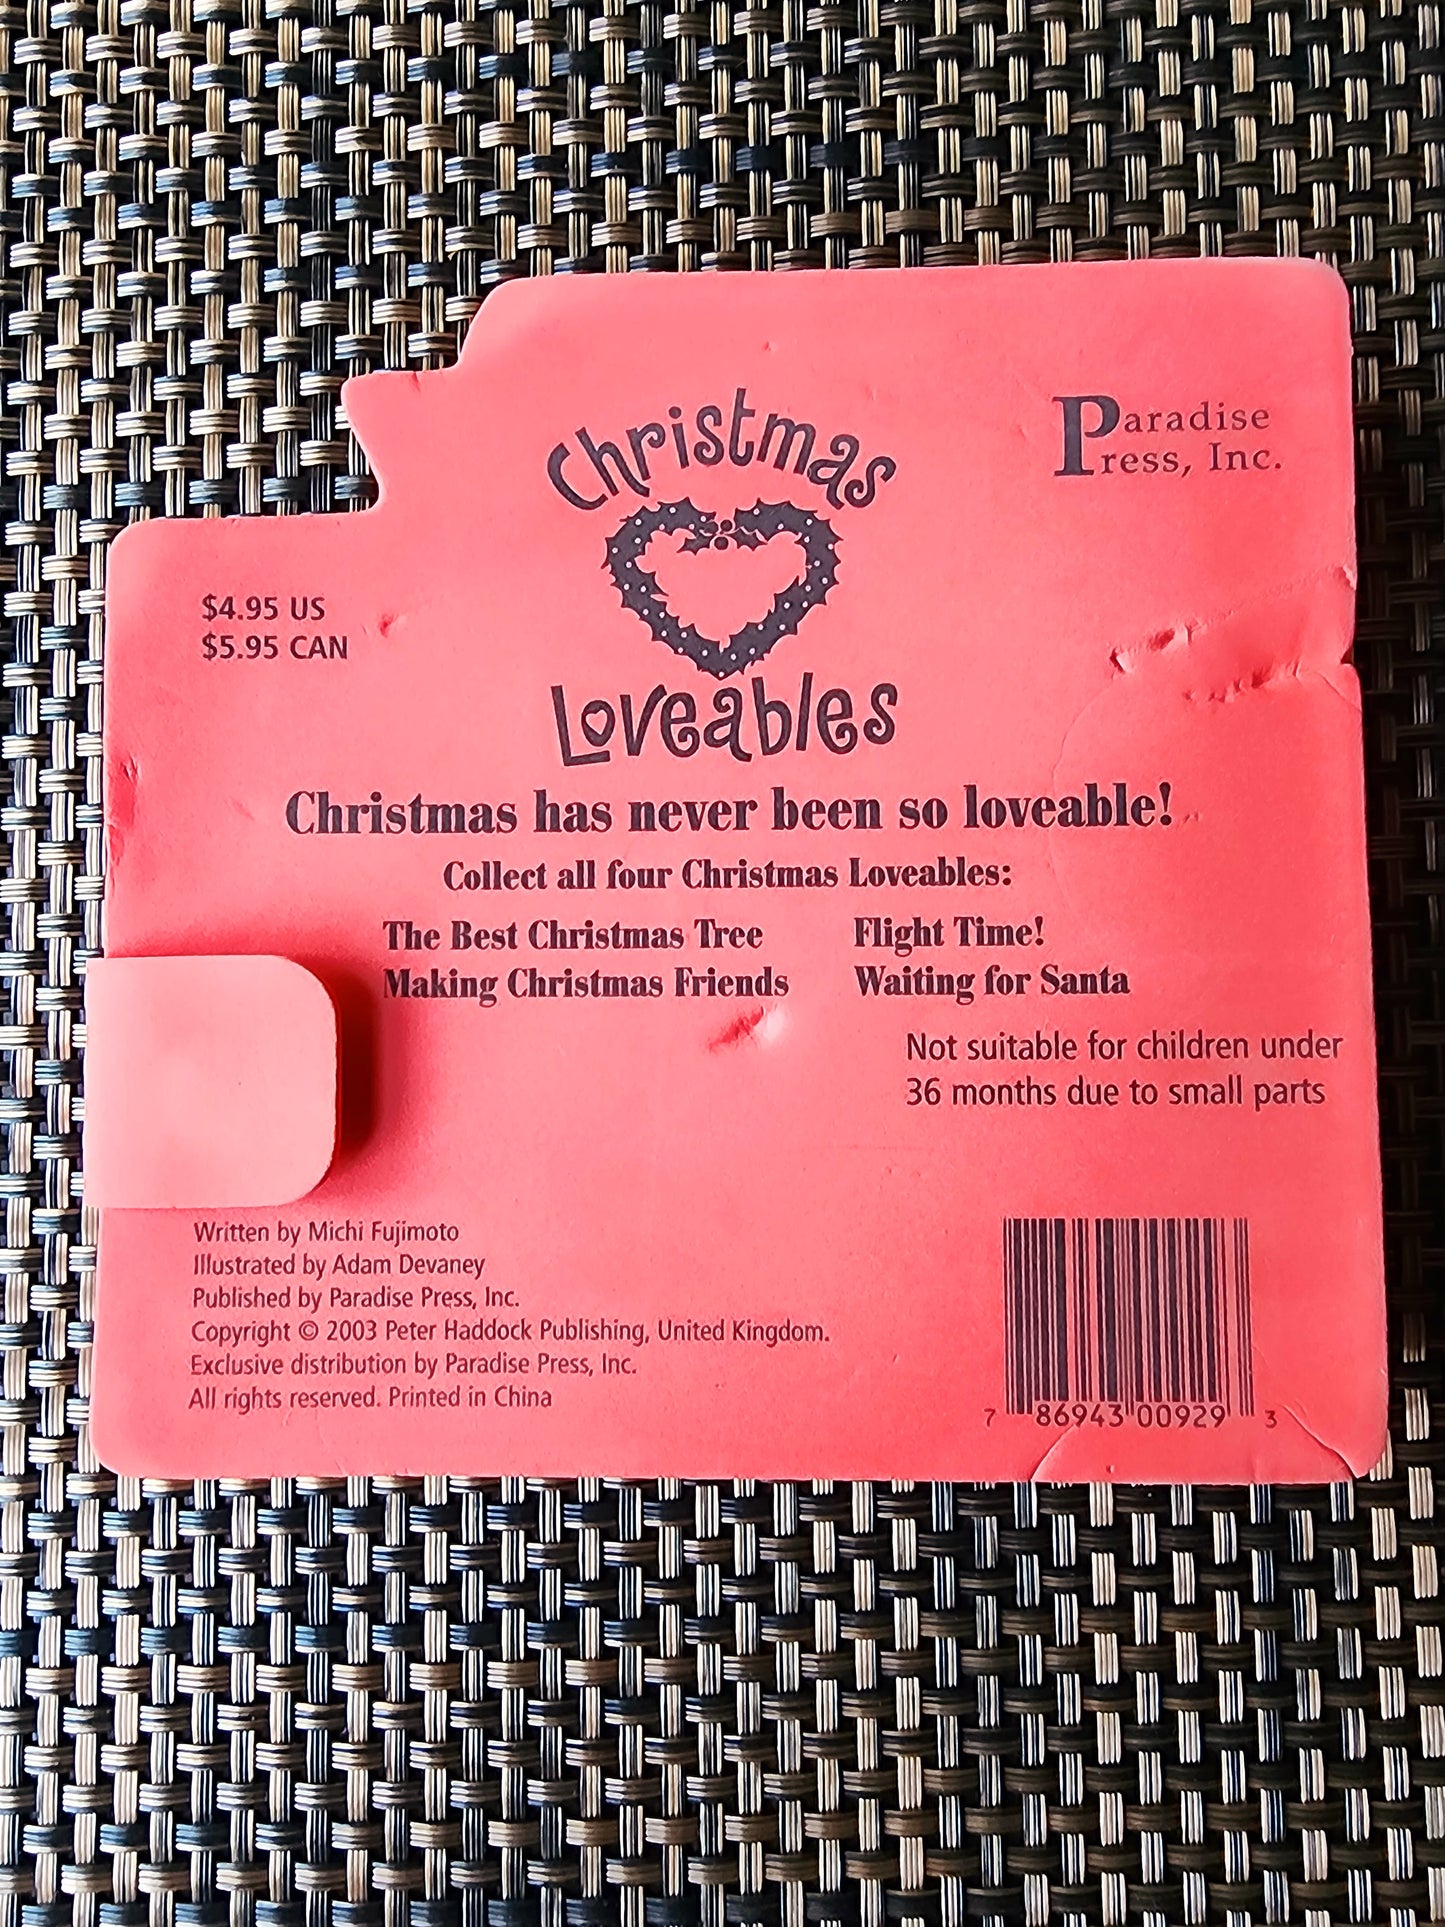 Christmas
Loveables
Paradise
Press, Inc.
$4.95 US
$5.95 CAN
Christmas has never been so loveable!
Collect all four Christmas Loveables:
The Best Christmas Tree Flight Time!
Making Christmas Friends Waiting for Santa
Not suitable for children under
36 months due to small parts
Written by Michi Fujimoto
Illustrated by Adam Devaney
Published by Paradise Press, Inc.
Copyright © 2003 Peter Haddock Publishing, United Kingdom.
Exclusive distribution by Paradise Press, Inc.
All rights reserved. Printed in China
7 86943 00929 3